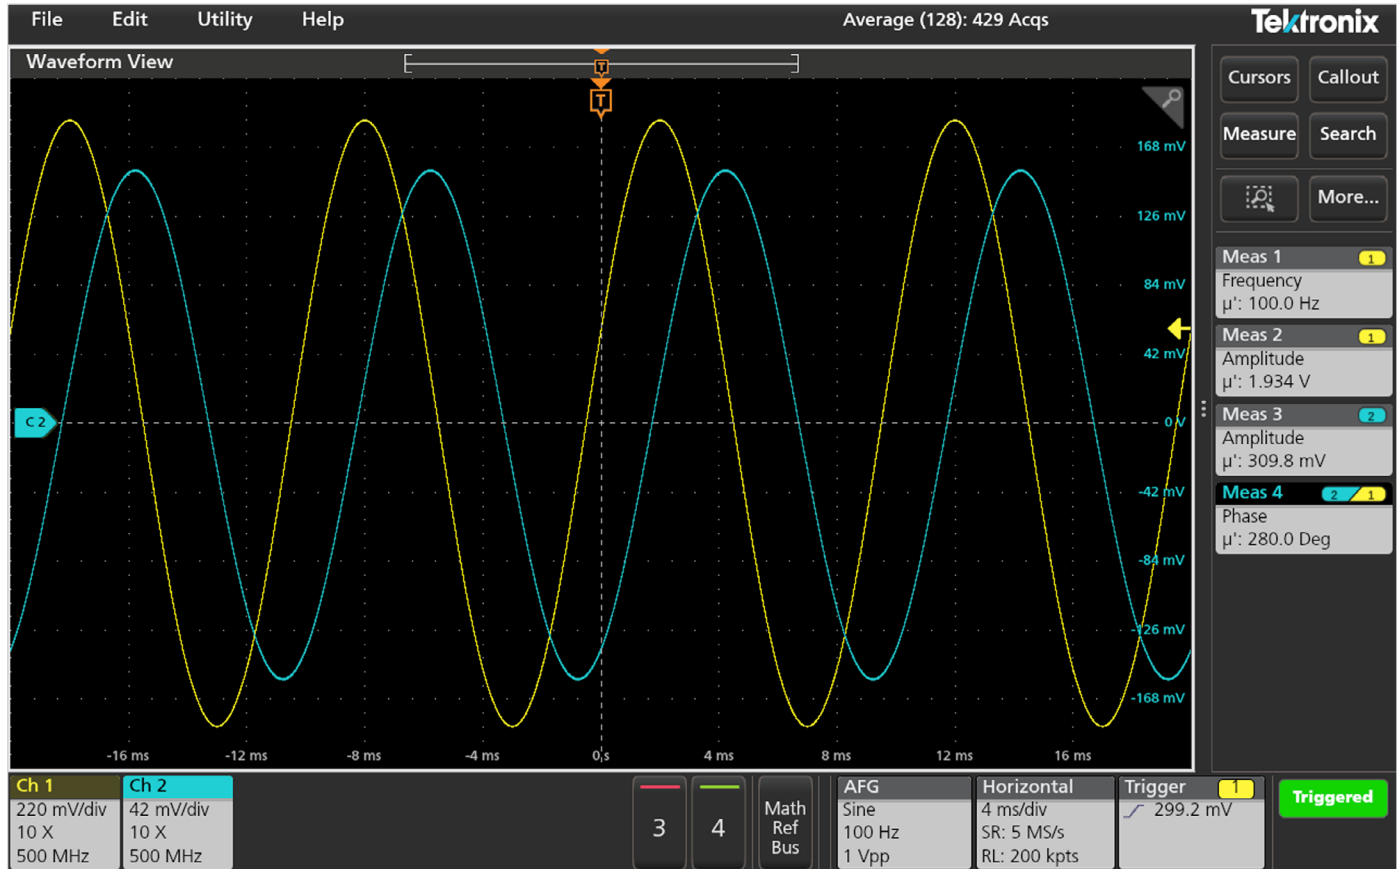 File Edit Utility Help Average (128): 429 Acqs Tektronix
Waveform View
T
T
Cursors Callout
Measure Search
More...
168 mV
126 mV
84 mV
42 mV
0 V
-42 mV
-84 mV
-126 mV
-168 mV
C 2
-16 ms -12 ms -8 ms -4 ms 0 s 4 ms 8 ms 12 ms 16 ms
Meas 1 1
Frequency
µ': 100.0 Hz
Meas 2 1
Amplitude
µ': 1.934 V
Meas 3 2
Amplitude
µ': 309.8 mV
Meas 4 2 1
Phase
µ': 280.0 Deg
Ch 1
220 mV/div
10 X
500 MHz
Ch 2
42 mV/div
10 X
500 MHz
3
4
Math
Ref
Bus
AFG
Sine
100 Hz
1 Vpp
Horizontal
4 ms/div
SR: 5 MS/s
RL: 200 kpts
Trigger 1
299.2 mV
Triggered